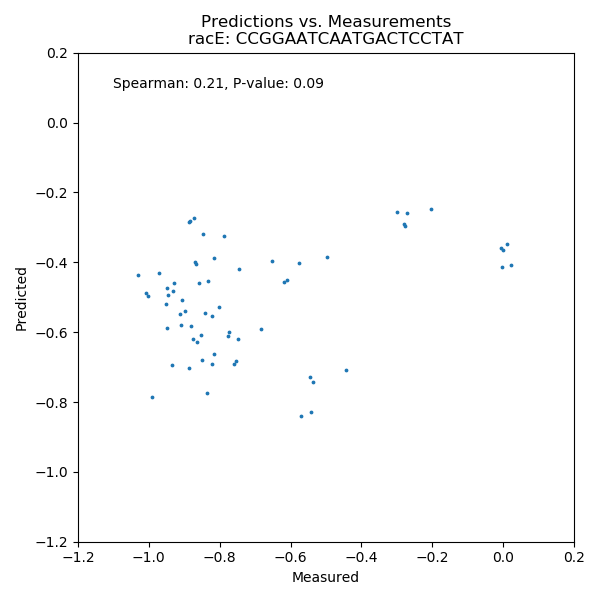 Predictions vs. Measurements
racE: CCGGAATCAATGACTCCTAT
0.2
Spearman: 0.21, P-value: 0.09
0.0
−0.2
−0.4
Predicted
−0.6
−0.8
−1.0
−1.2
−1.2 −1.0 −0.8 −0.6 −0.4 −0.2 0.0 0.2
Measured